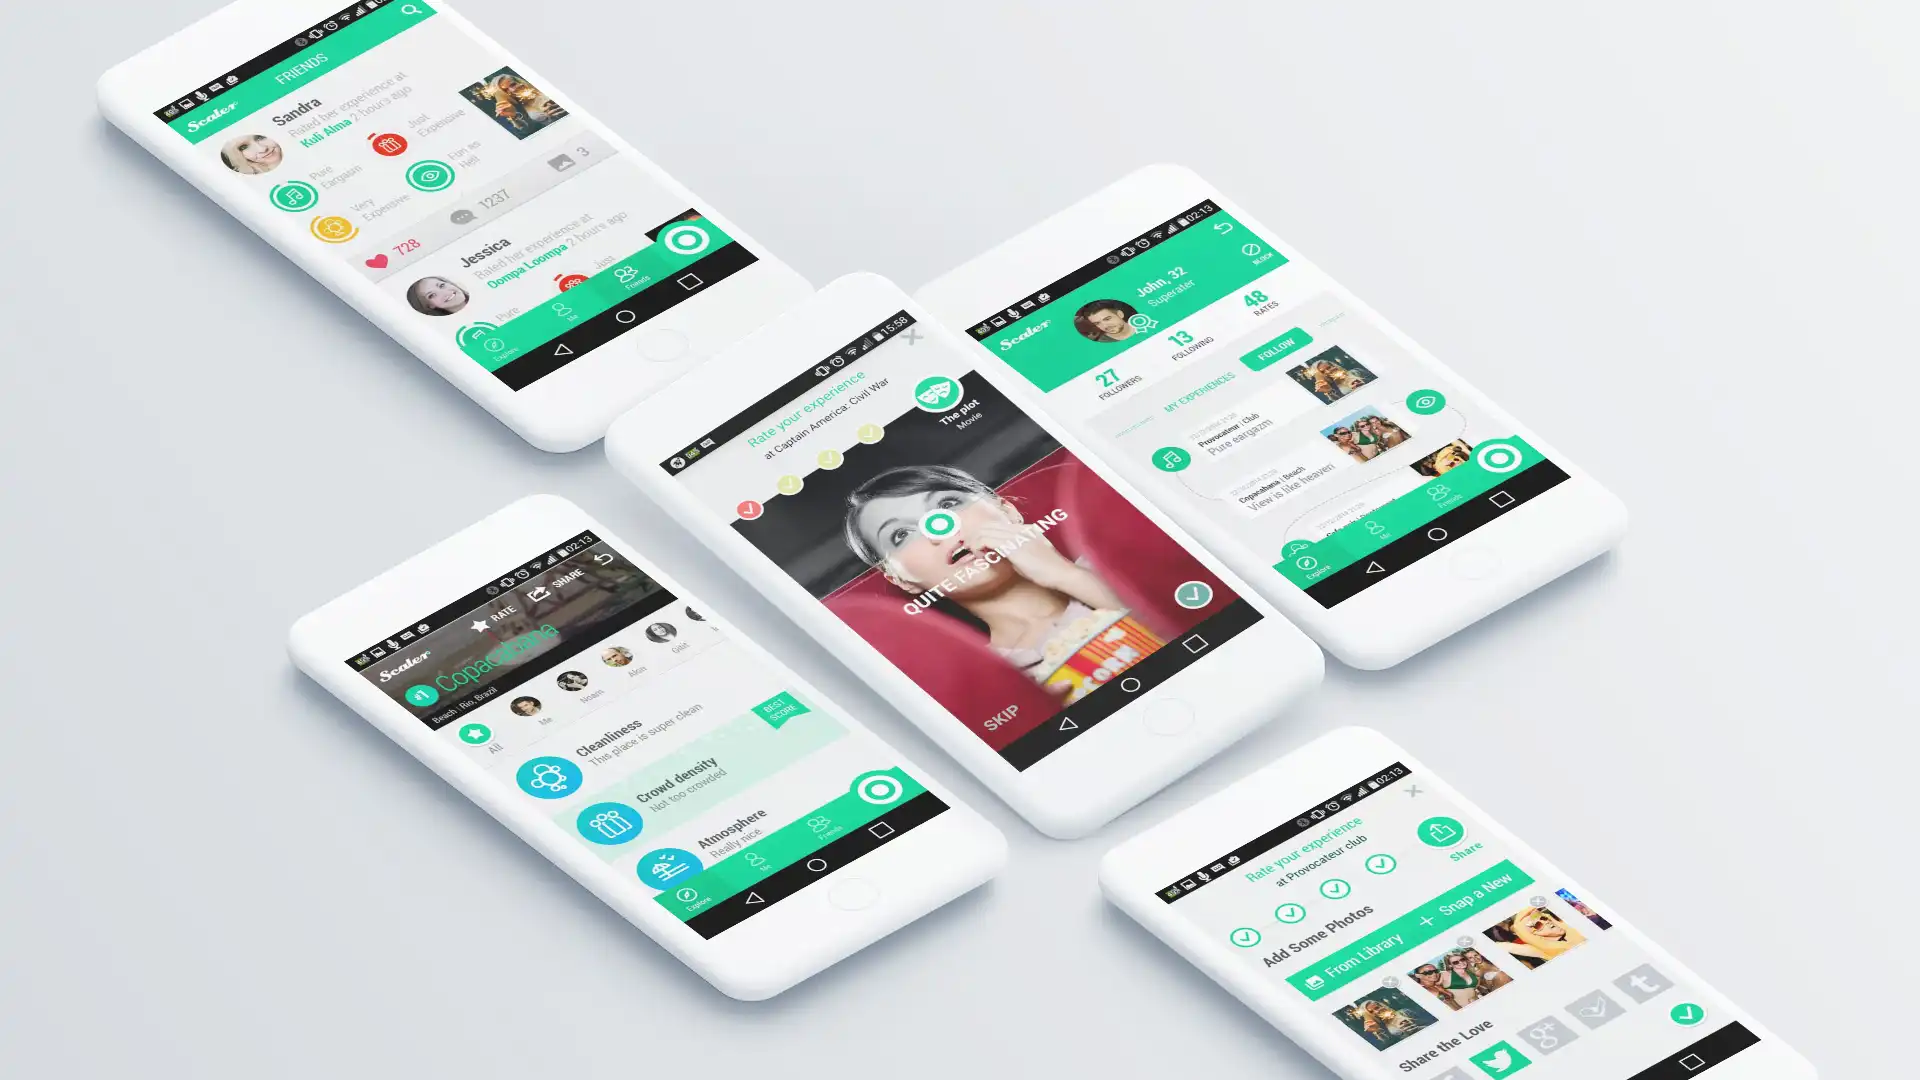 FRIENDS
Scaler
Sandra
Rated her experience at
Kuli Alma 2 hours ago
Just
Expensive
Pure
Eargasm
Fun as
Hell
Very
Expensive
728
1237
3
Jessica
Rated her experience at
Oompa Loompa 2 hours ago
Just
Pure
Explore
Me
Friends
02:13
Scaler
John, 32
Superater
BLOCK
27
FOLLOWERS
13
FOLLOWING
48
RATES
FOLLOW
MY EXPERIENCES
Provocateur | Club
Pure eargazm
Copacabana | Beach
View is like heaven
Explore
Me
Friends
15:58
Rate your experience
at Captain America: Civil War
The plot
Movie
QUITE FASCINATING
SKIP
02:13
Scaler
RATE
SHARE
#1
Copacabana
Beach | Rio, Brazil
All
Me
Noam
Alon
Gabi
Cleanliness
This place is super clean
BEST
SCORE
Crowd density
Not too crowded
Atmosphere
Really nice
Explore
Me
Friends
02:13
Rate your experience
at Provocateur club
Share
Add Some Photos
From Library
+ Snap a New
Share the Love